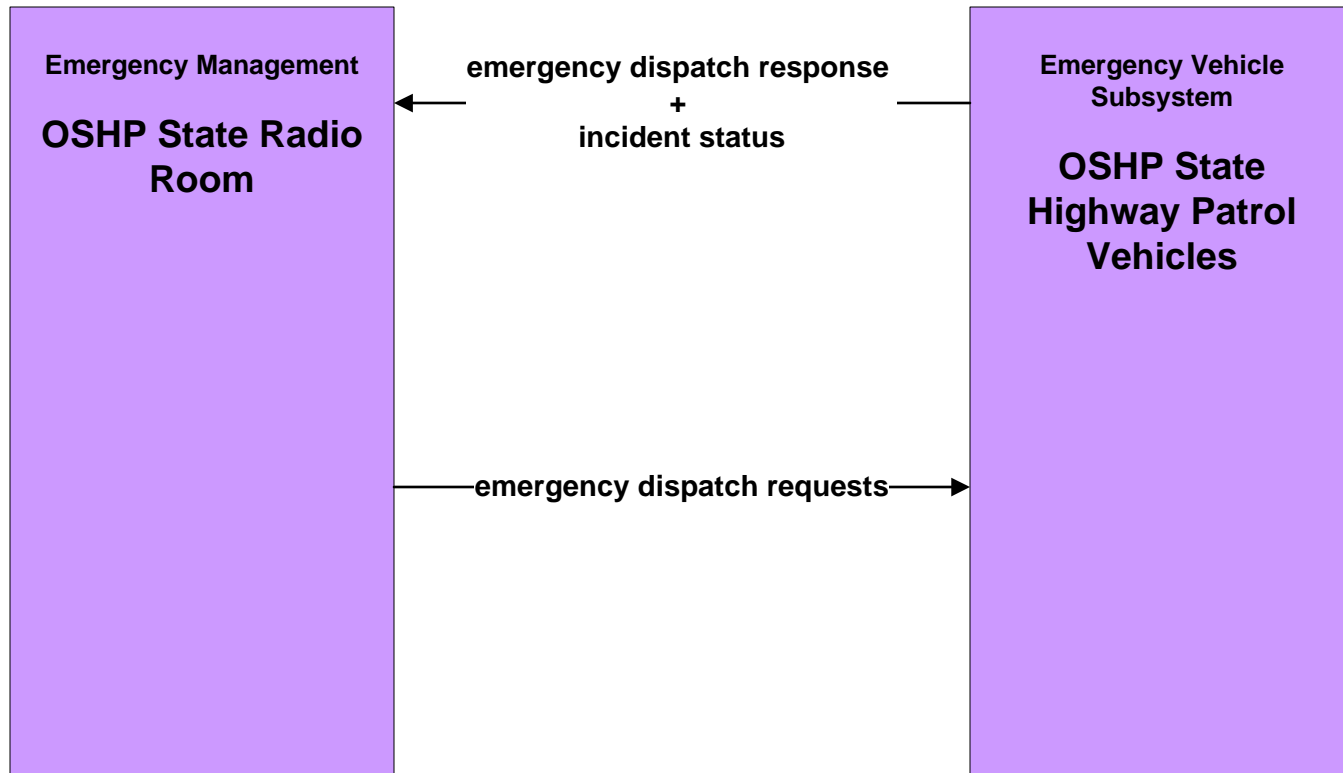 Emergency Management
OSHP State Radio
Room
emergency dispatch response
+
incident status
emergency dispatch requests
Emergency Vehicle
Subsystem
OSHP State
Highway Patrol
Vehicles